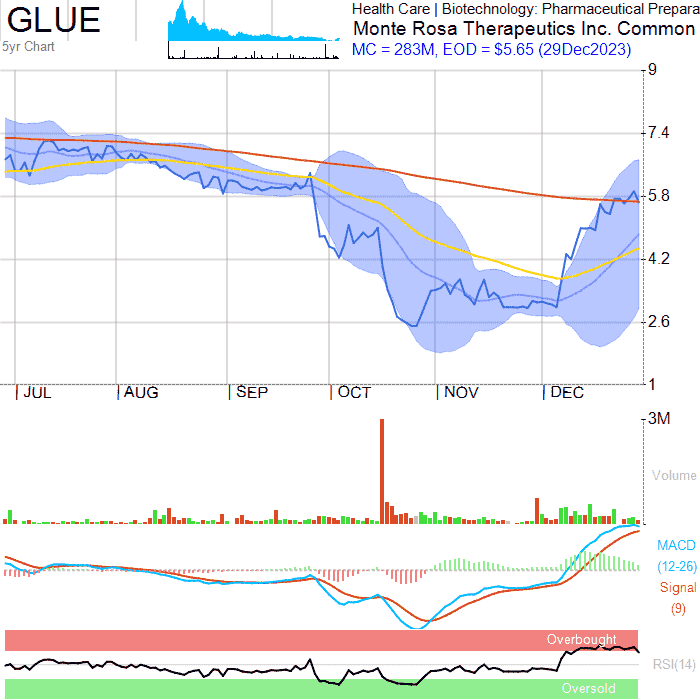 GLUE
5yr Chart
Health Care | Biotechnology: Pharmaceutical Prepara
Monte Rosa Therapeutics Inc. Common
MC = 283M, EOD = $5.65 (29Dec2023)
9
7.4
5.8
4.2
2.6
1
JUL AUG SEP OCT NOV DEC
3M
Volume
MACD
(12-26)
Signal
(9)
Overbought
RSI(14)
Oversold